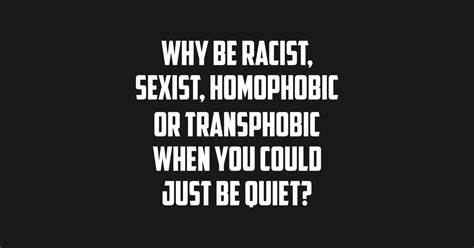 WHY BE RACIST,
SEXIST, HOMOPHOBIC
OR TRANSPHOBIC
WHEN YOU COULD
JUST BE QUIET?